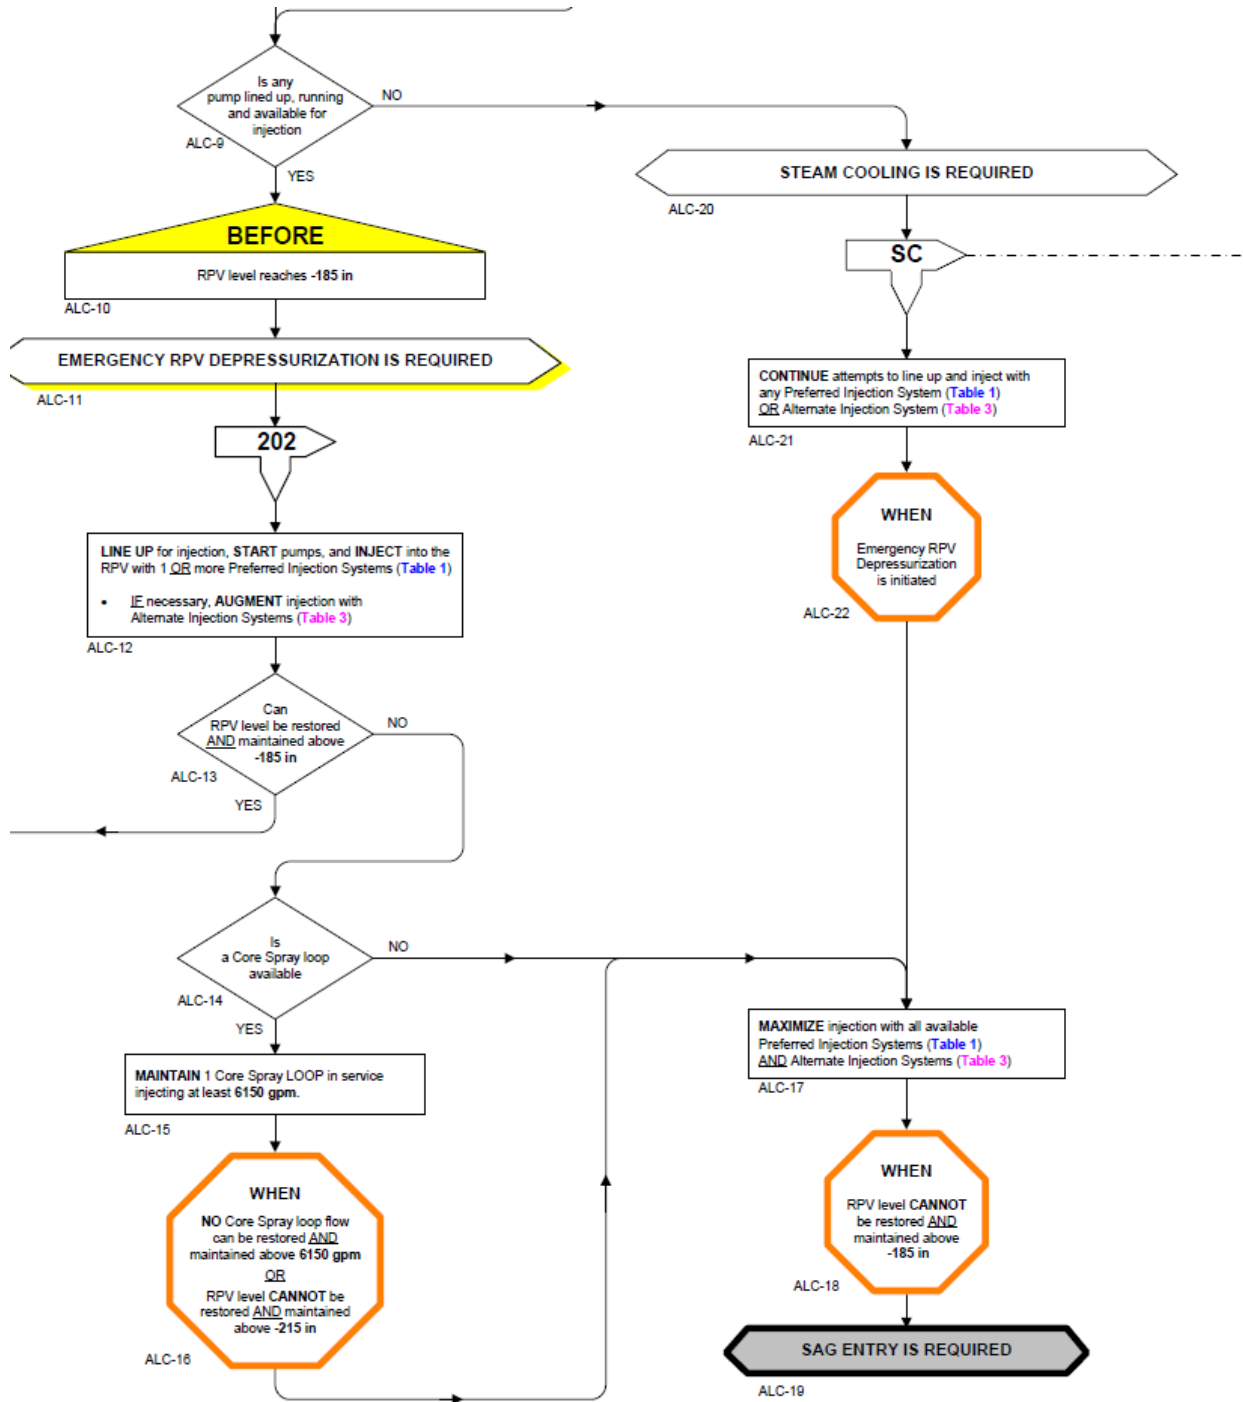 Is any
pump lined up, running
and available for
injection
ALC-9
NO
YES
BEFORE
RPV level reaches -185 in
ALC-10
EMERGENCY RPV DEPRESSURIZATION IS REQUIRED
ALC-11
202
LINE UP for injection, START pumps, and INJECT into the
RPV with 1 OR more Preferred Injection Systems (Table 1)
• IF necessary, AUGMENT injection with
Alternate Injection Systems (Table 3)
ALC-12
Can
RPV level be restored
AND maintained above
-185 in
ALC-13
NO
YES
Is
a Core Spray loop
available
ALC-14
NO
YES
MAINTAIN 1 Core Spray LOOP in service
injecting at least 6150 gpm.
ALC-15
WHEN
NO Core Spray loop flow
can be restored AND
maintained above 6150 gpm
OR
RPV level CANNOT be
restored AND maintained
above -215 in
ALC-16
STEAM COOLING IS REQUIRED
ALC-20
SC
CONTINUE attempts to line up and inject with
any Preferred Injection System (Table 1)
OR Alternate Injection System (Table 3)
ALC-21
WHEN
Emergency RPV
Depressurization
is initiated
ALC-22
MAXIMIZE injection with all available
Preferred Injection Systems (Table 1)
AND Alternate Injection Systems (Table 3)
ALC-17
WHEN
RPV level CANNOT
be restored AND
maintained above
-185 in
ALC-18
SAG ENTRY IS REQUIRED
ALC-19